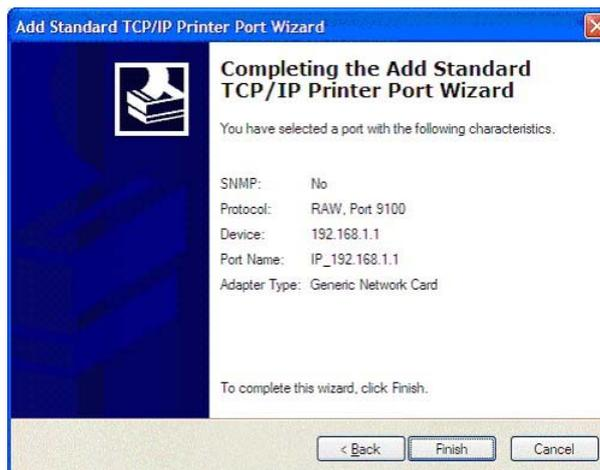 Add Standard TCP/IP Printer Port Wizard
Completing the Add Standard
TCP/IP Printer Port Wizard
You have selected a port with the following characteristics.
SNMP: No
Protocol: RAW, Port 9100
Device: 192.168.1.1
Port Name: IP_192.168.1.1
Adapter Type: Generic Network Card
To complete this wizard, click Finish.
< Back Finish Cancel